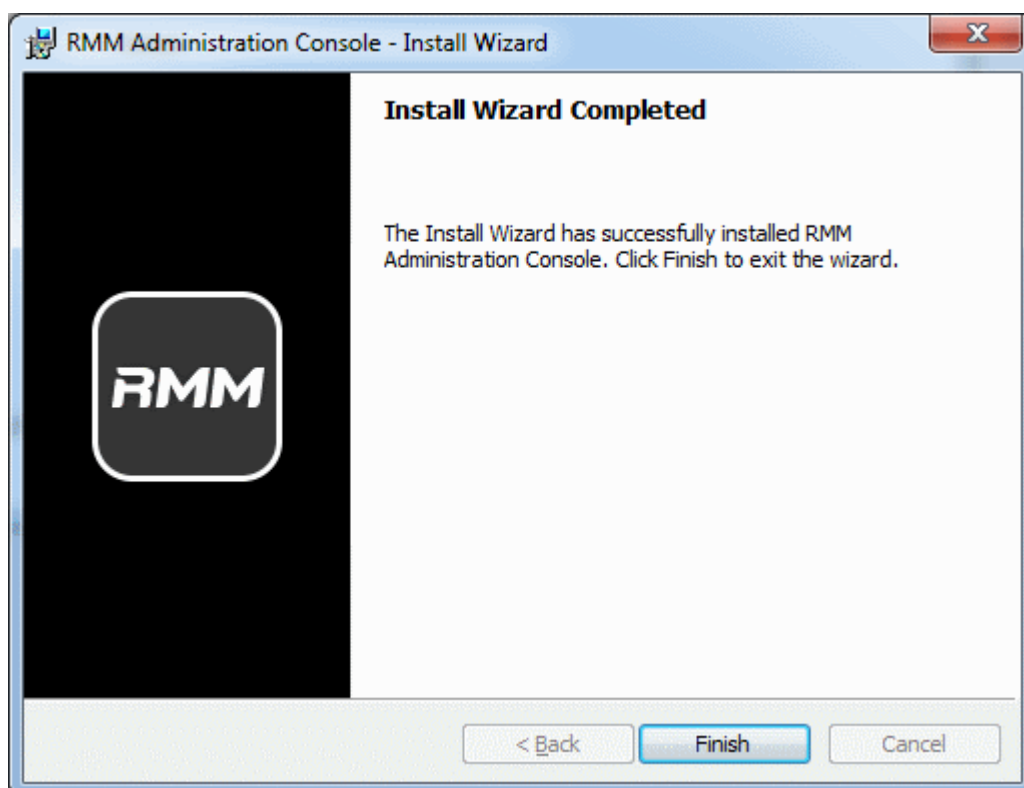 RMM Administration Console - Install Wizard
Install Wizard Completed
The Install Wizard has successfully installed RMM
Administration Console. Click Finish to exit the wizard.
RMM
< Back
Finish
Cancel